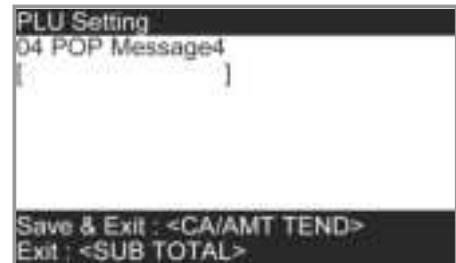 PLU Setting
04 POP Message4
[ ]
Save & Exit : <CA/AMT TEND>
Exit : <SUB TOTAL>